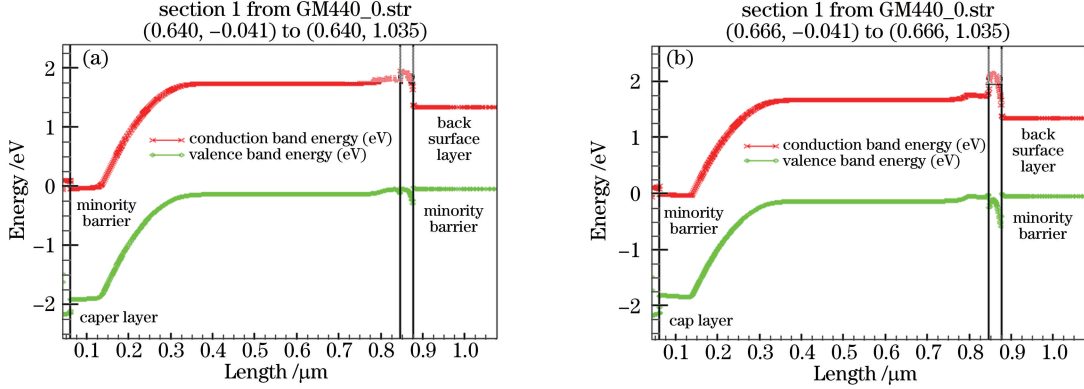 section 1 from GM440_0.str
(0.640, −0.041) to (0.640, 1.035)
(a)
2
1
0
−1
−2
Energy /eV
conduction band energy (eV)
valence band energy (eV)
back
surface
layer
minority
barrier
minority
barrier
caper layer
0.1 0.2 0.3 0.4 0.5 0.6 0.7 0.8 0.9 1.0
Length /μm
section 1 from GM440_0.str
(0.666, −0.041) to (0.666, 1.035)
(b)
2
1
0
−1
−2
Energy /eV
conduction band energy (eV)
valence band energy (eV)
back
surface
layer
minority
barrier
minority
barrier
cap layer
0.1 0.2 0.3 0.4 0.5 0.6 0.7 0.8 0.9 1.0
Length /μm